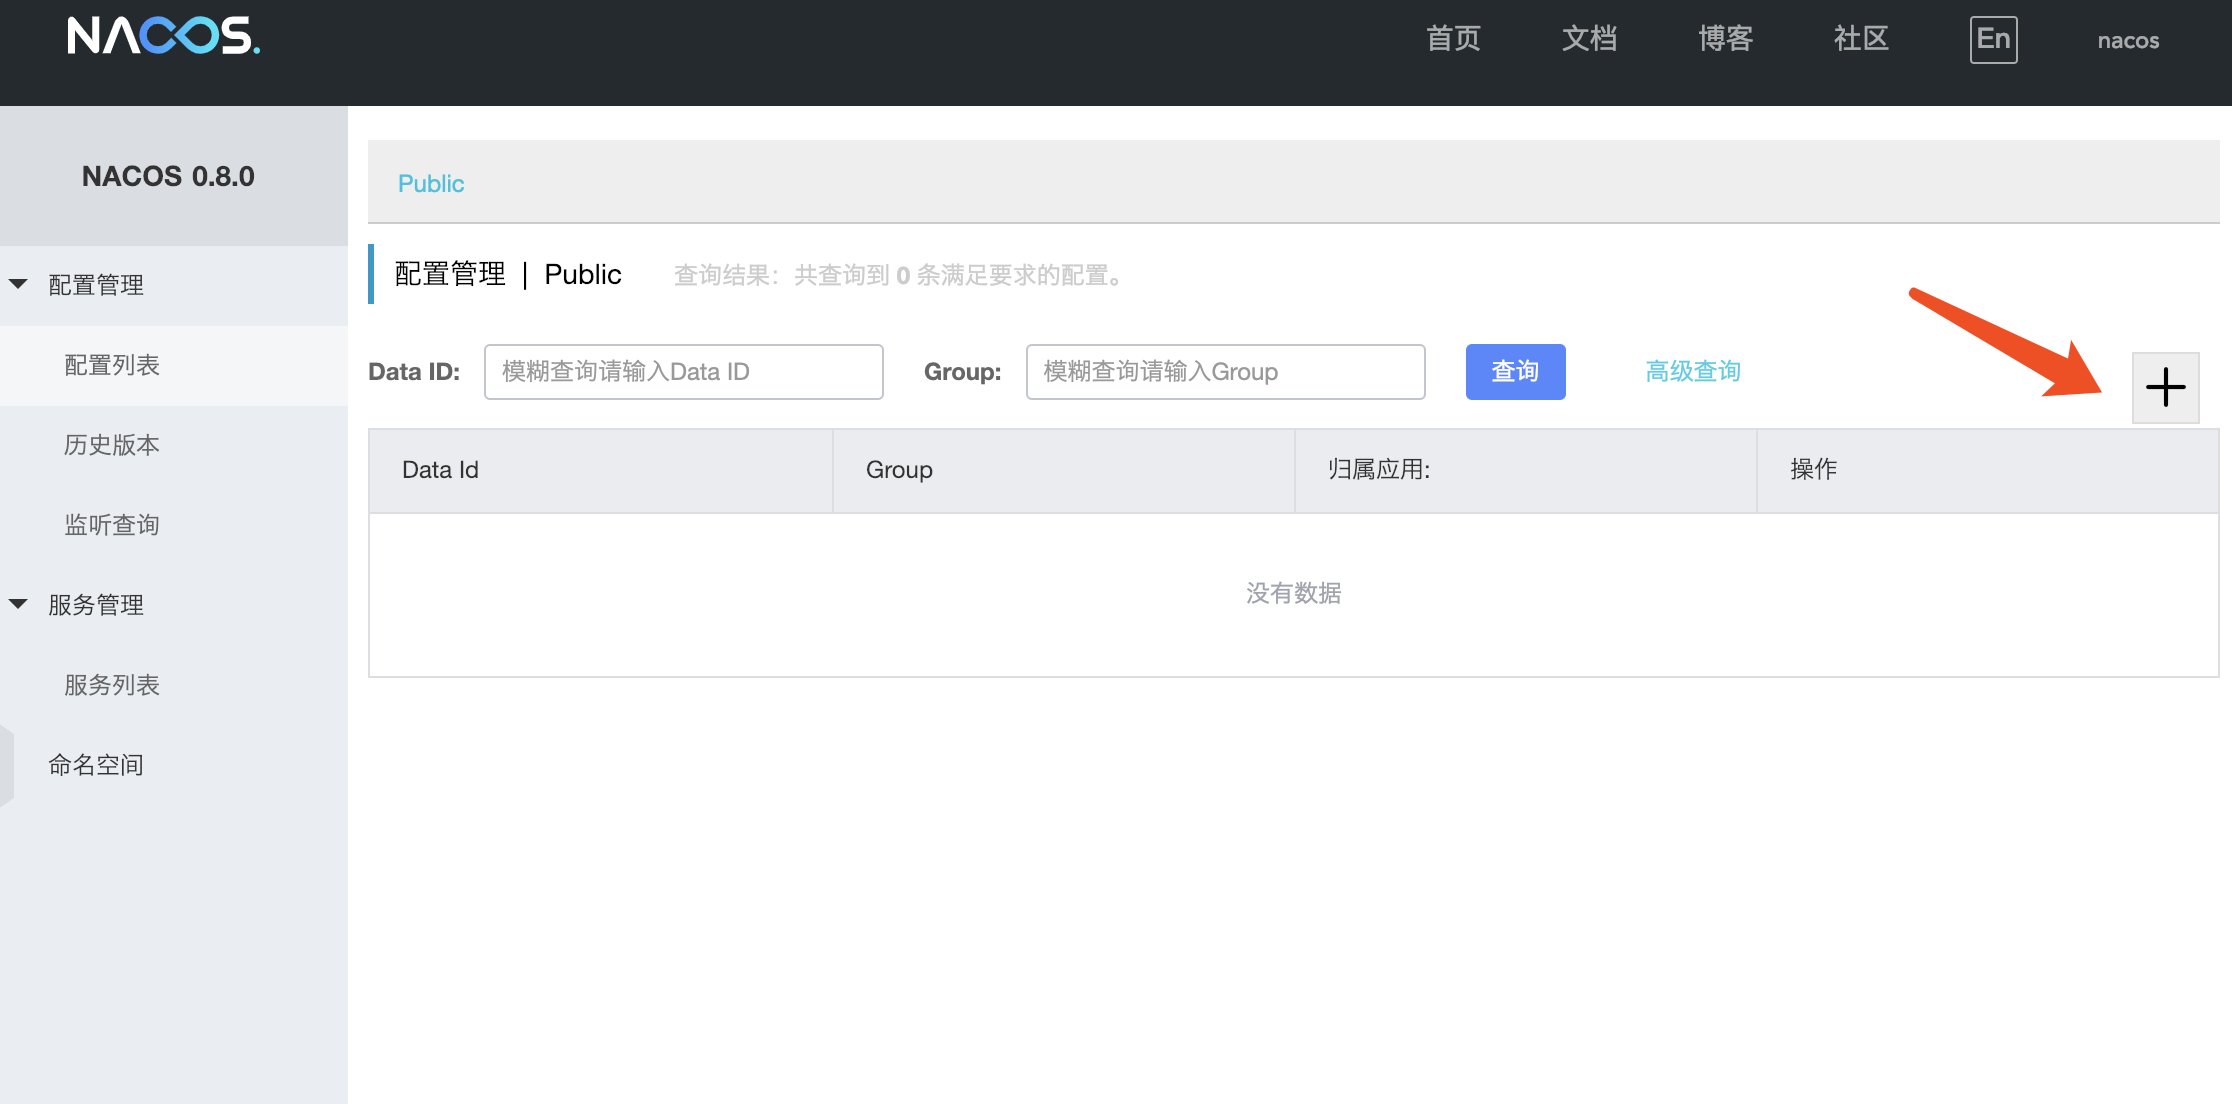 NACOS.
首页 文档 博客 社区 En nacos
NACOS 0.8.0
配置管理
配置列表
历史版本
监听查询
服务管理
服务列表
命名空间
Public
配置管理 | Public 查询结果：共查询到 0 条满足要求的配置。
Data ID: 模糊查询请输入Data ID Group: 模糊查询请输入Group 查询 高级查询
Data Id Group 归属应用: 操作
没有数据